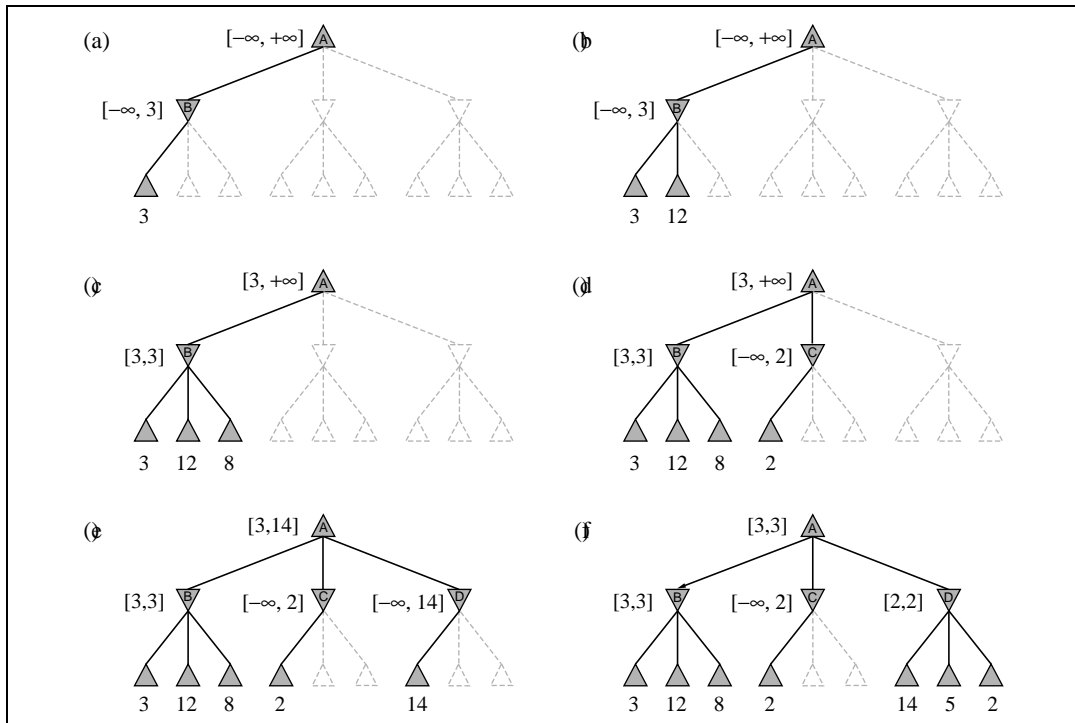 (a) [−∞, +∞] A
[−∞, 3] B
3
(b) [−∞, +∞] A
[−∞, 3] B
3 12
(c) [3, +∞] A
[3,3] B
3 12 8
(d) [3, +∞] A
[3,3] B [−∞, 2] C
3 12 8 2
(e) [3,14] A
[3,3] B [−∞, 2] C [−∞, 14] D
3 12 8 2 14
(f) [3,3] A
[3,3] B [−∞, 2] C [2,2] D
3 12 8 2 14 5 2